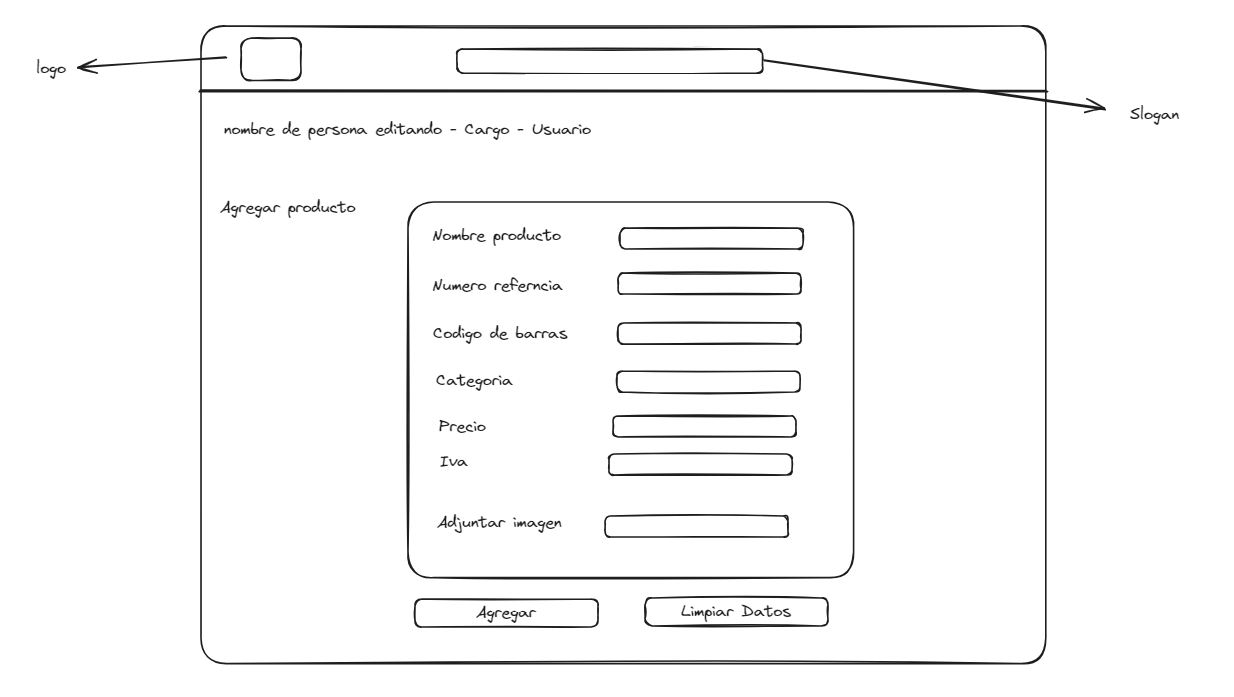 logo
Slogan
nombre de persona editando - Cargo - Usuario
Agregar producto
Nombre producto
Numero referncia
Codigo de barras
Categoria
Precio
Iva
Adjuntar imagen
Agregar
Limpiar Datos